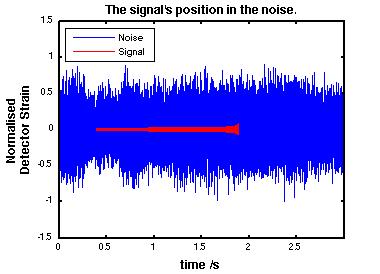 The signal's position in the noise.
1.5
Noise
Signal
1
0.5
0
-0.5
-1
-1.5
Normalised
Detector Strain
0
0.5
1
1.5
2
2.5
time /s